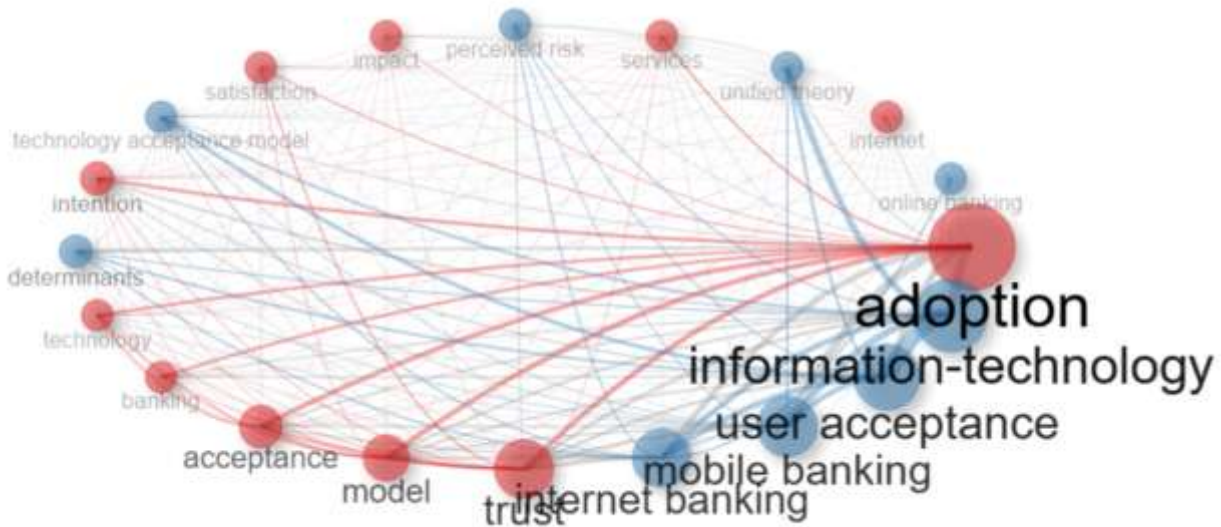 impact
perceived risk
services
satisfaction
unified theory
technology acceptance model
internet
intention
online banking
determinants
adoption
technology
information-technology
banking
user acceptance
acceptance
mobile banking
model
internet banking
trust